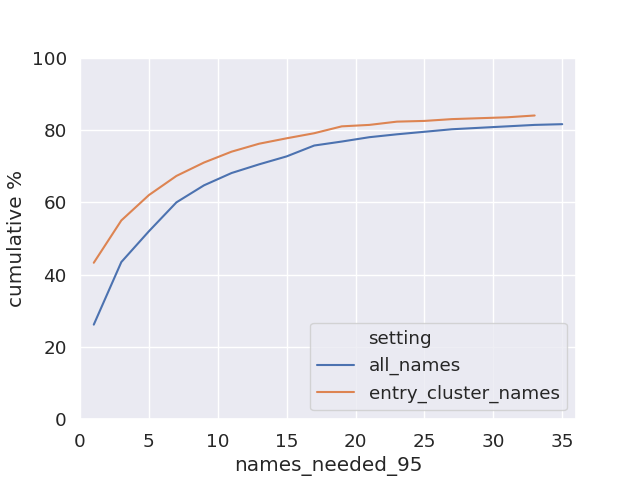 100
80
60
40
20
0
cumulative %
setting
all_names
entry_cluster_names
0 5 10 15 20 25 30 35
names_needed_95